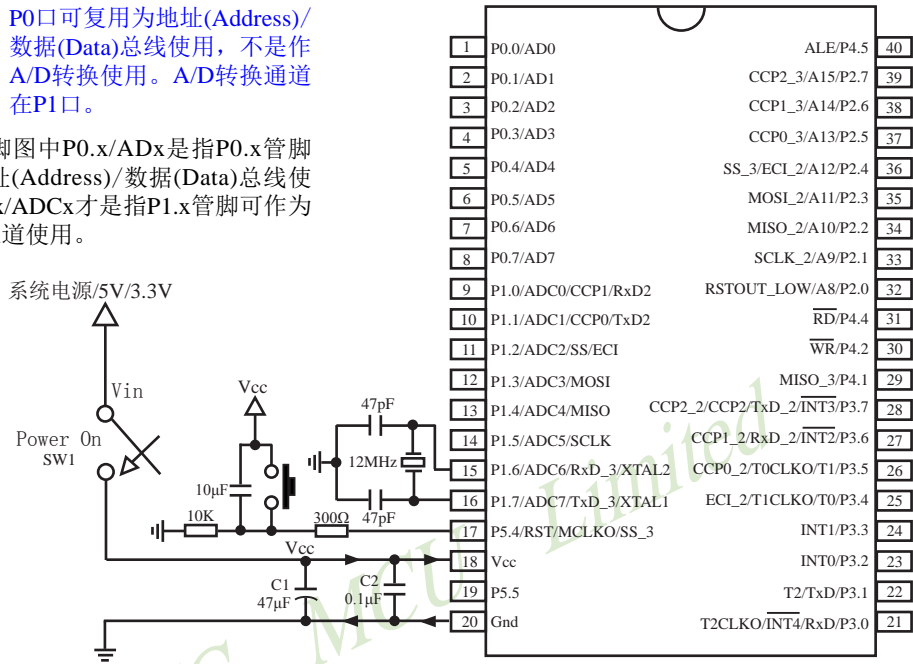 P0口可复用为地址(Address)/
数据(Data)总线使用，不是作
A/D转换使用。A/D转换通道
在P1口。
脚图中P0.x/ADx是指P0.x管脚
址(Address)/数据(Data)总线使
x/ADCx才是指P1.x管脚可作为
道使用。
系统电源/5V/3.3V
Vin
Power On
SW1
Vcc
10μF
10K
300Ω
47pF
12MHz
47pF
Vcc
C1
47μF
C2
0.1μF
1 P0.0/AD0
2 P0.1/AD1
3 P0.2/AD2
4 P0.3/AD3
5 P0.4/AD4
6 P0.5/AD5
7 P0.6/AD6
8 P0.7/AD7
9 P1.0/ADC0/CCP1/RxD2
10 P1.1/ADC1/CCP0/TxD2
11 P1.2/ADC2/SS/ECI
12 P1.3/ADC3/MOSI
13 P1.4/ADC4/MISO
14 P1.5/ADC5/SCLK
15 P1.6/ADC6/RxD_3/XTAL2
16 P1.7/ADC7/TxD_3/XTAL1
17 P5.4/RST/MCLKO/SS_3
18 Vcc
19 P5.5
20 Gnd
ALE/P4.5 40
CCP2_3/A15/P2.7 39
CCP1_3/A14/P2.6 38
CCP0_3/A13/P2.5 37
SS_3/ECI_2/A12/P2.4 36
MOSI_2/A11/P2.3 35
MISO_2/A10/P2.2 34
SCLK_2/A9/P2.1 33
RSTOUT_LOW/A8/P2.0 32
RD/P4.4 31
WR/P4.2 30
MISO_3/P4.1 29
CCP2_2/CCP2/TxD_2/INT3/P3.7 28
CCP1_2/RxD_2/INT2/P3.6 27
CCP0_2/T0CLKO/T1/P3.5 26
ECI_2/T1CLKO/T0/P3.4 25
INT1/P3.3 24
INT0/P3.2 23
T2/TxD/P3.1 22
T2CLKO/INT4/RxD/P3.0 21
MCU Limited